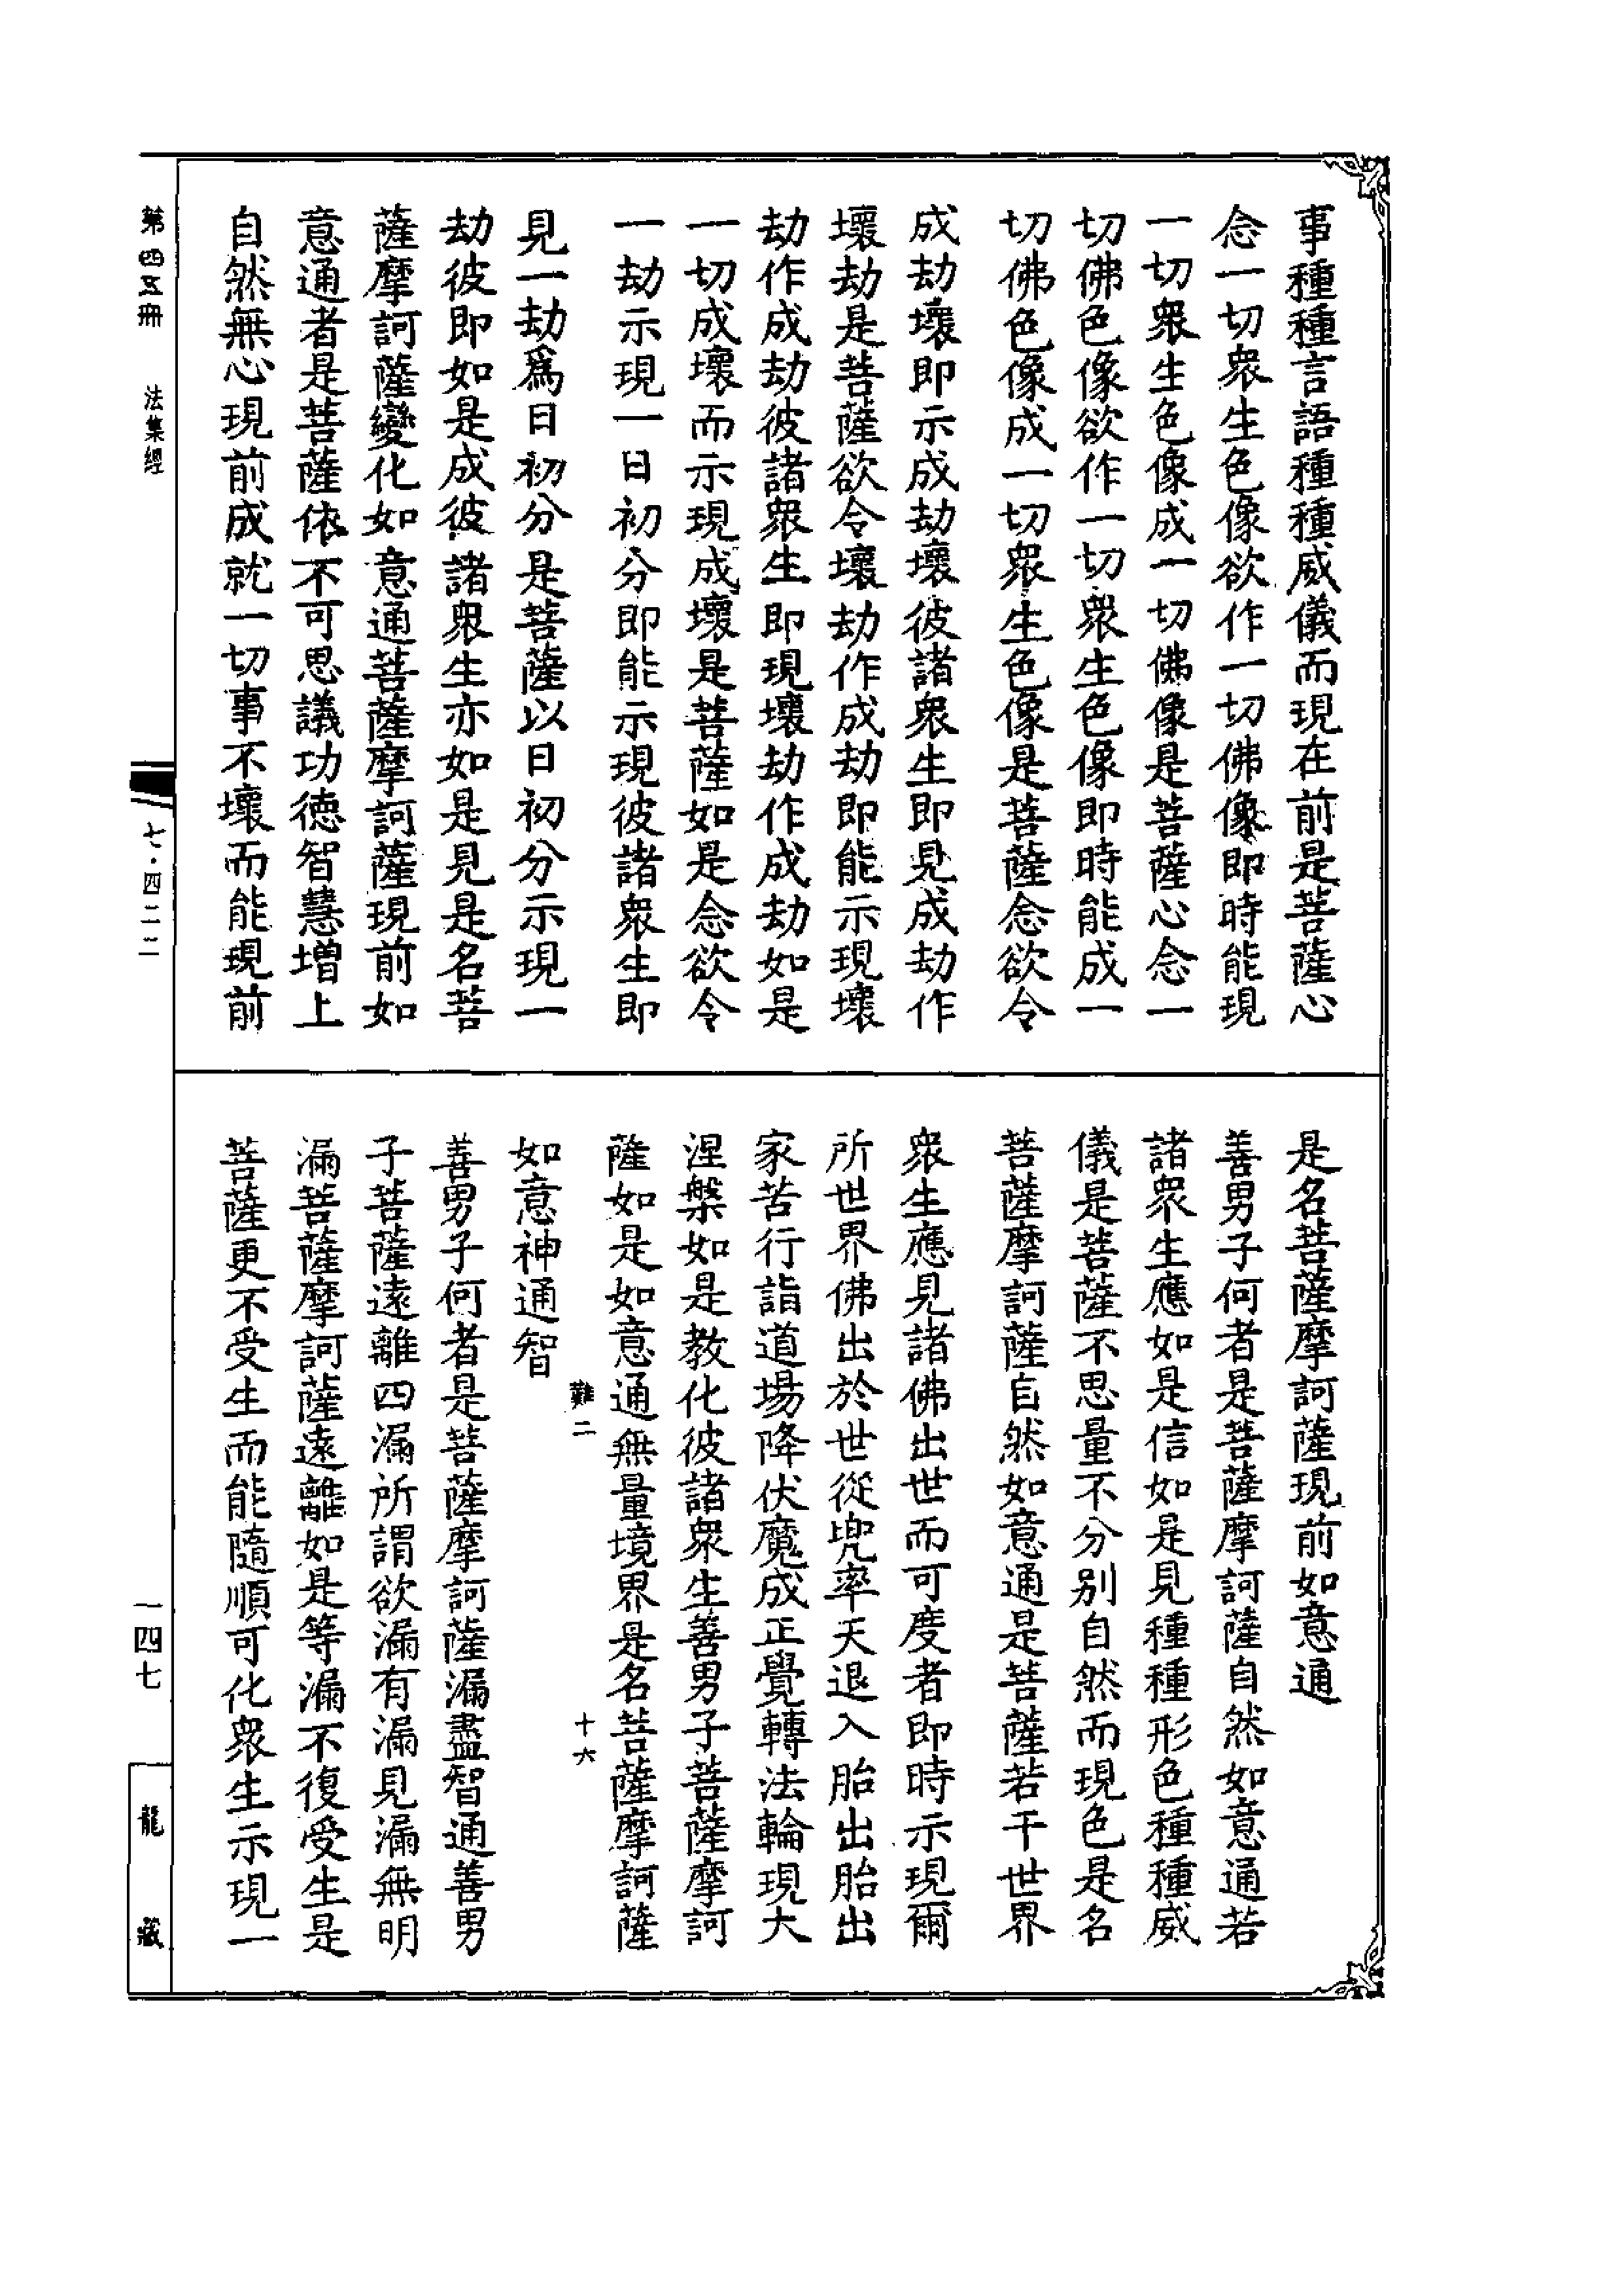 事種種言語種種威儀而現在前是菩薩心
念一切衆生色像欲作一切佛像即時能現
一切衆生色像成一切佛像是菩薩心念一
切佛色像欲作一切衆生色像即時能成一
切佛色像成一切衆生色像是菩薩念欲令
成劫壞即示成劫壞彼諸衆生即見成劫作
壞劫是菩薩欲令壞劫作成劫即能示現壞
劫作成劫彼諸衆生即現壞劫作成劫如是
一切成壞而示現成壞是菩薩如是念欲令
一劫示現一日初分即能示現彼諸衆生即
見一劫爲日初分是菩薩以日初分示現一
劫彼即如是成彼諸衆生亦如是見是名菩
薩摩訶薩變化如意通菩薩摩訶薩現前如
意通者是菩薩依不可思議功德智慧增上
自然無心現前成就一切事不壞而能現前
是名菩薩摩訶薩現前如意通
善男子何者是菩薩摩訶薩自然如意通若
諸衆生應如是信如是見種種形色種種威
儀是菩薩不思量不分别自然而現色是名
菩薩摩訶薩自然如意通是菩薩若干世界
衆生應見諸佛出世而可度者即時示現爾
所世界佛出於世從兜率天退入胎出胎出
家苦行詣道場降伏魔成正覺轉法輪現大
涅槃如是教化彼諸衆生善男子菩薩摩訶
薩如是如意通無量境界是名菩薩摩訶薩
難二 十六
如意神通智
善男子何者是菩薩摩訶薩漏盡智通善男
子菩薩遠離四漏所謂欲漏有漏見漏無明
漏菩薩摩訶薩遠離如是等漏不復受生是
菩薩更不受生而能隨順可化衆生示現一
第四五冊 法集經
七·四二二
一四七
龍藏